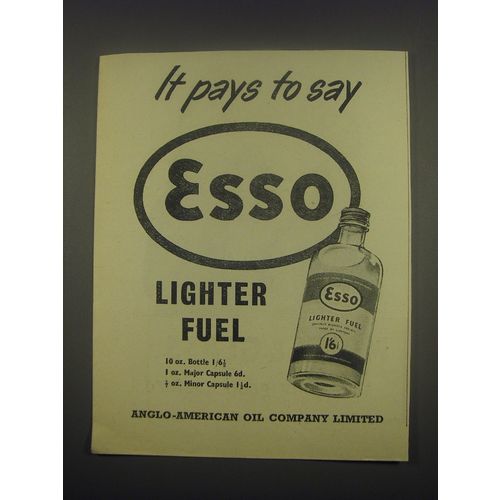 It pays to say
Esso
LIGHTER
FUEL
10 oz. Bottle 1/6½
1 oz. Major Capsule 6d.
oz. Minor Capsule 1½d.
ANGLO-AMERICAN OIL COMPANY LIMITED
Esso
LIGHTER FUEL
1'6½